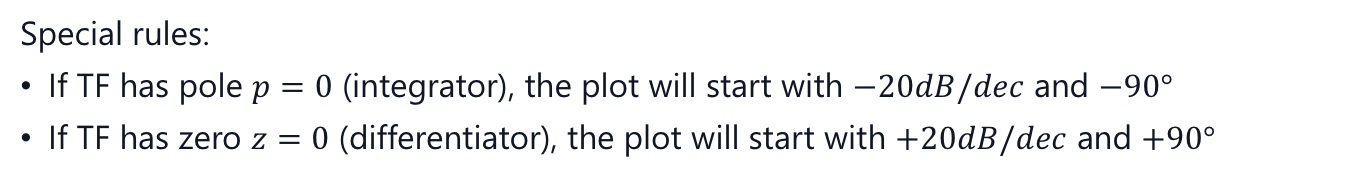 Special rules:
• If TF has pole p = 0 (integrator), the plot will start with −20dB/dec and −90°
• If TF has zero z = 0 (differentiator), the plot will start with +20dB/dec and +90°